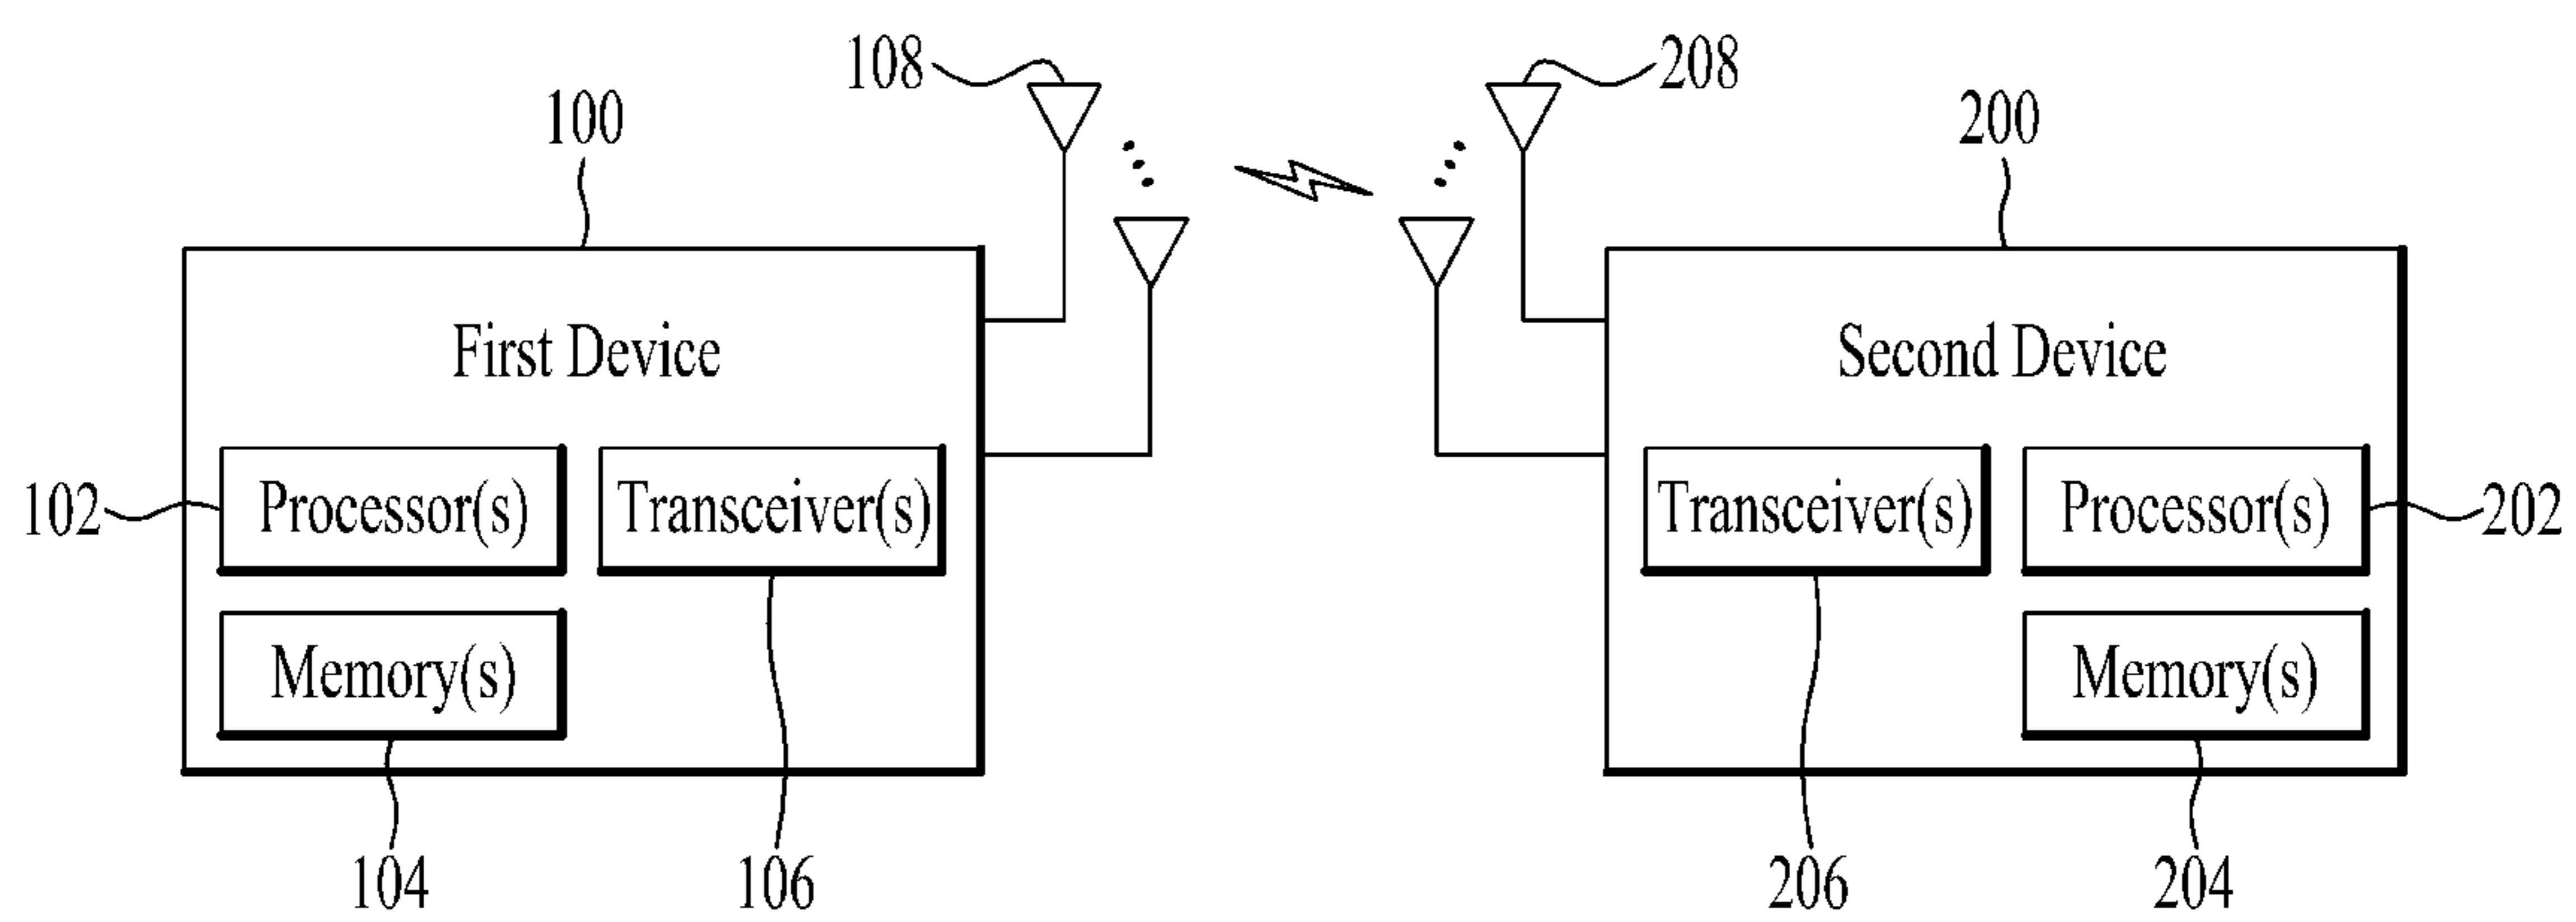 108 208
100 200
First Device Second Device
102 Processor(s) Transceiver(s) Transceiver(s) Processor(s) 202
Memory(s) Memory(s)
104 106 206 204